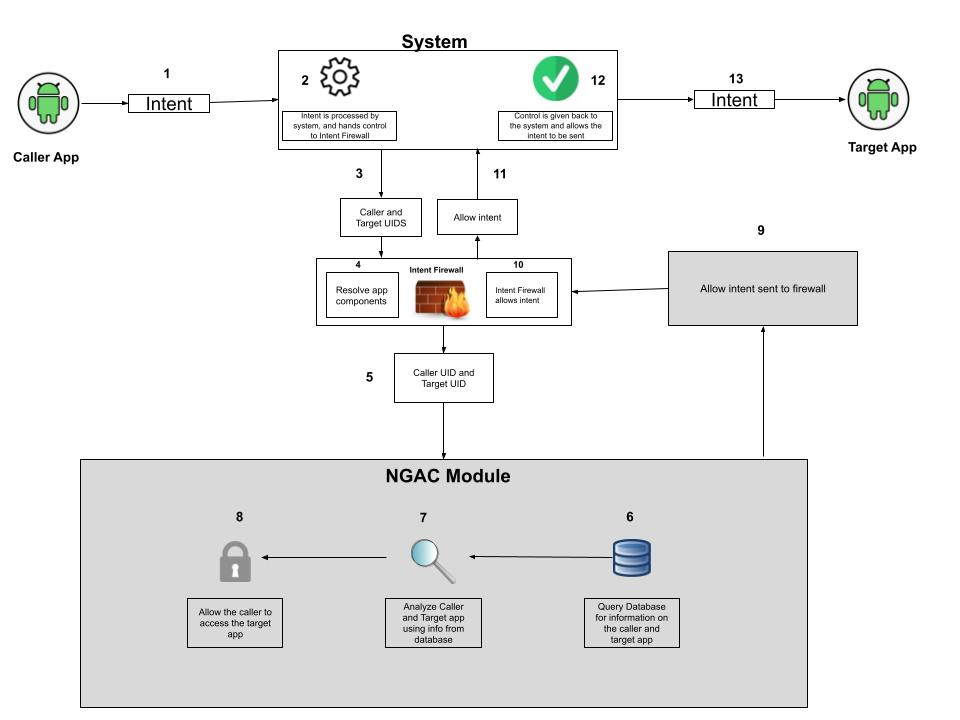 System
1
Intent
2
12
13
Intent
Intent is processed by
system, and hands control
to Intent Firewall
Control is given back to
the system and allows the
intent to be sent
Caller App
Target App
3
11
Caller and
Target UIDS
Allow intent
9
4
Intent Firewall
10
Resolve app
components
Intent Firewall
allows intent
Allow intent sent to firewall
5
Caller UID and
Target UID
NGAC Module
8
7
6
Allow the caller to
access the target
app
Analyze Caller
and Target app
using info from
database
Query Database
for information on
the caller and
target app